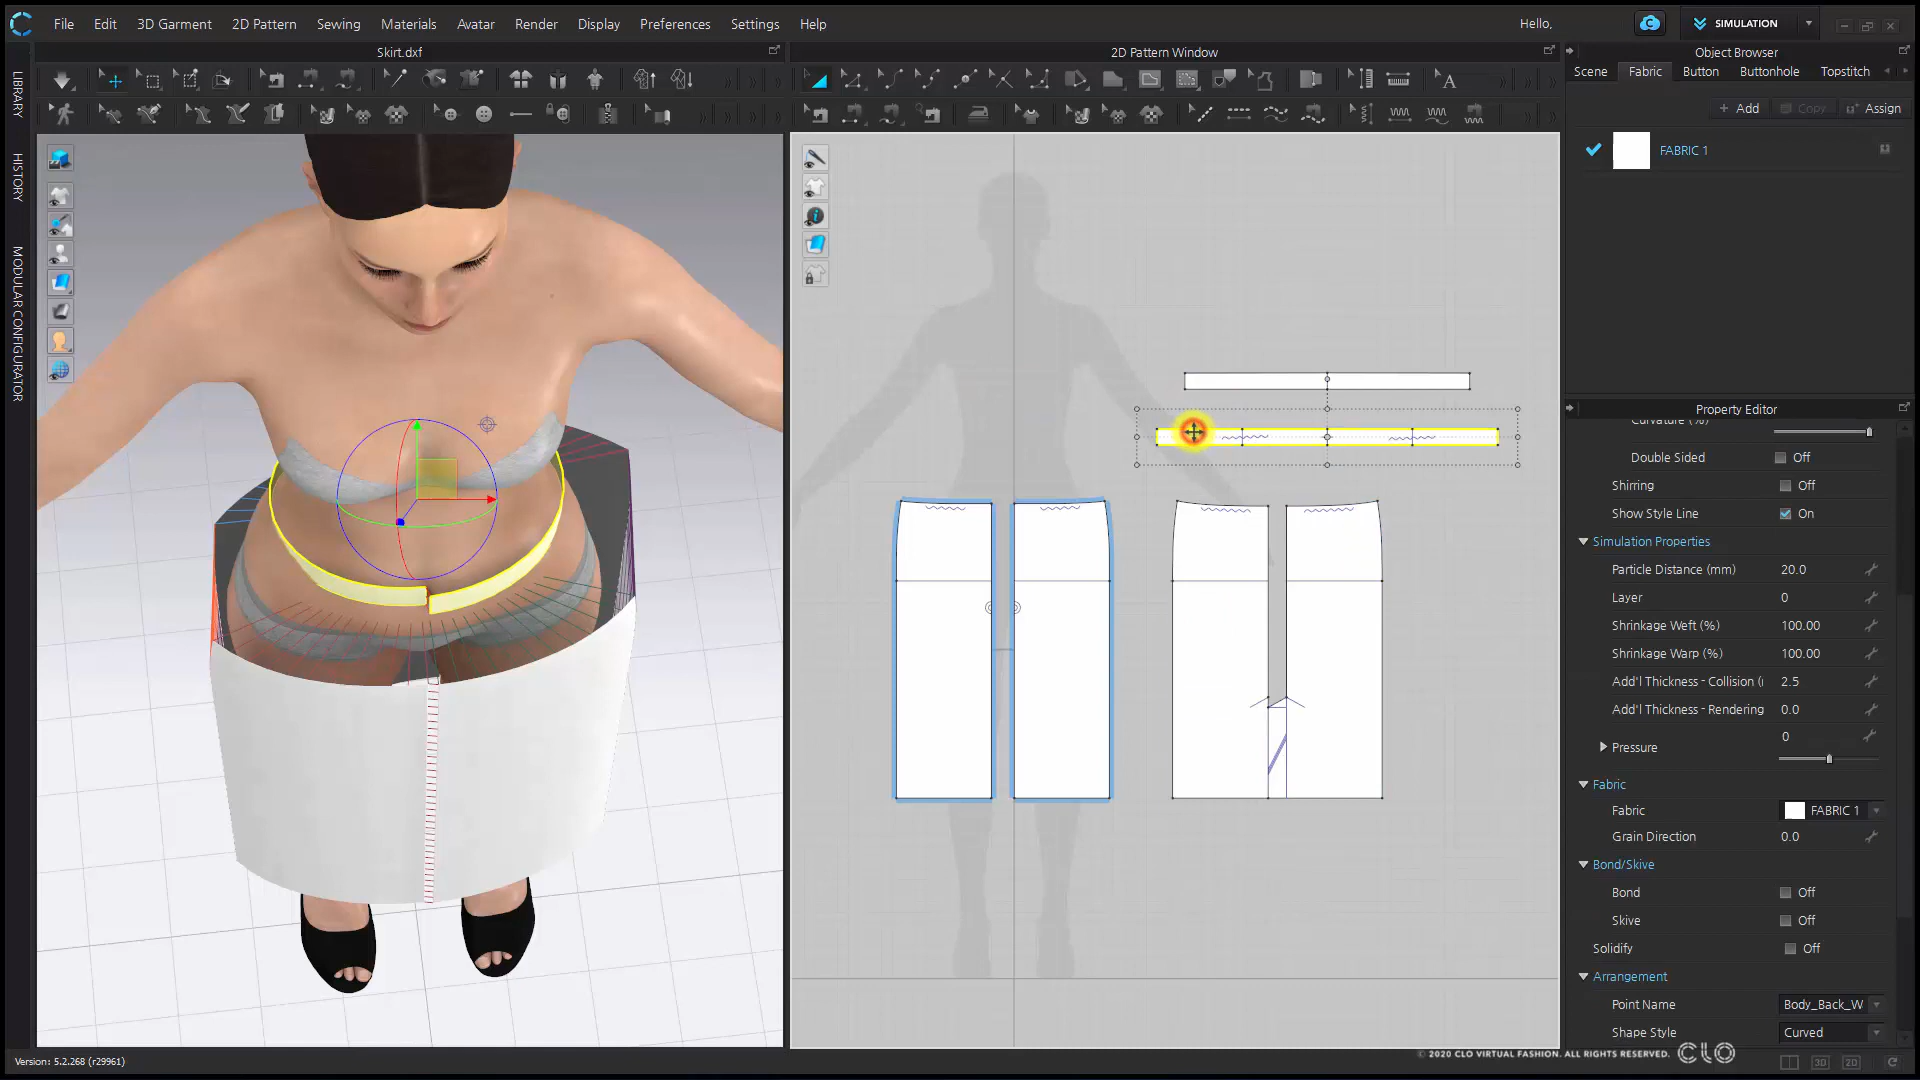 File Edit 3D Garment 2D Pattern Sewing Materials Avatar Render Display Preferences Settings Help Hello, SIMULATION
Skirt.dxf
2D Pattern Window
Object Browser
Scene Fabric Button Buttonhole Topstitch
+ Add Copy Assign
FABRIC 1
LIBRARY
HISTORY
MODULAR CONFIGURATOR
Property Editor
Curvature (%)
Double Sided Off
Shirring Off
Show Style Line On
Simulation Properties
Particle Distance (mm) 20.0
Layer 0
Shrinkage Weft (%) 100.00
Shrinkage Warp (%) 100.00
Add'l Thickness - Collision (
2.5
Add'l Thickness - Rendering 0.0
Pressure 0
Fabric
Fabric FABRIC 1
Grain Direction 0.0
Bond/Skive
Bond Off
Skive Off
Solidify Off
Arrangement
Point Name Body_Back_W
Shape Style Curved
© 2020 CLO VIRTUAL FASHION. ALL RIGHTS RESERVED. CLO
Version: 5.2.268 (r29961)
3D 2D